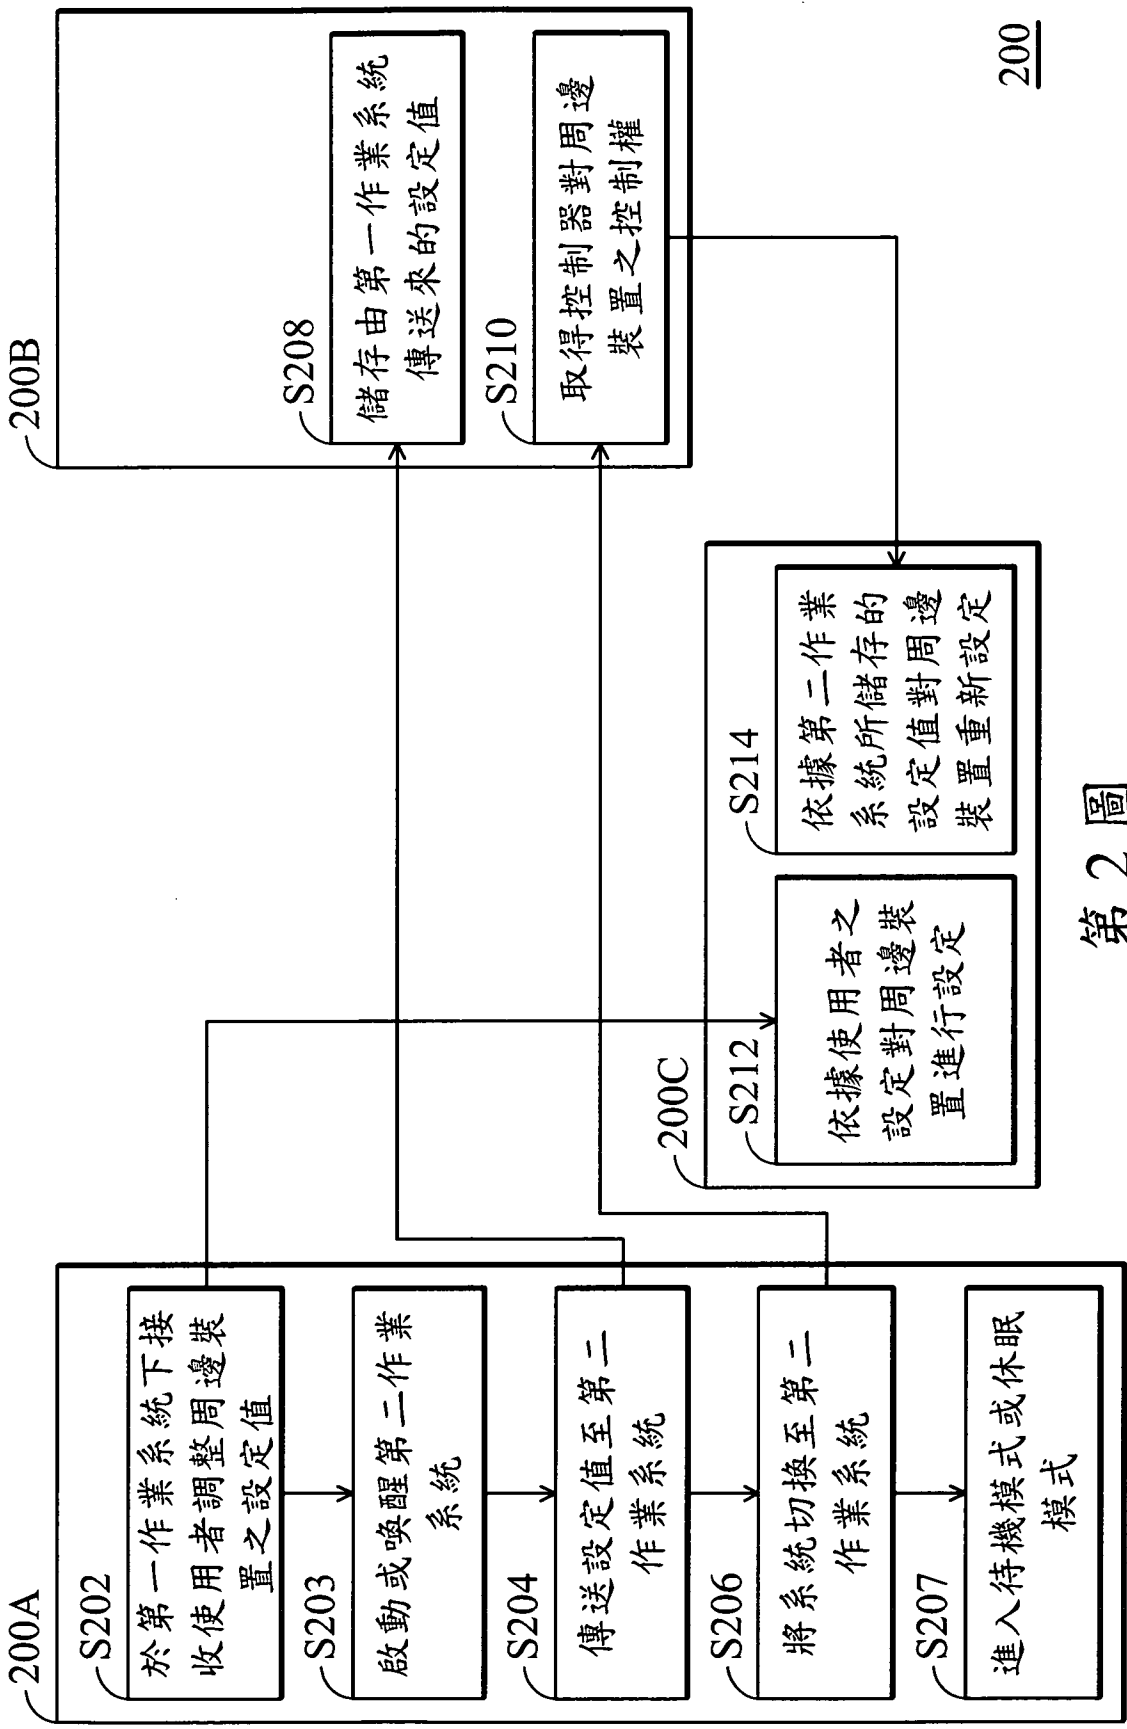 200A
S202
於第一作業系統下接
收使用者調整周邊裝
置之設定值
S203
啟動或喚醒第二作業
系統
S204
傳送設定值至第二
作業系統
S206
將系統切換至第二
作業系統
S207
進入待機模式或休眠
模式
200B
S208
儲存由第一作業系統
傳送來的設定值
S210
取得控制器對周邊
裝置之控制權
200C
S212
依據使用者之
設定對周邊裝
置進行設定
S214
依據第二作業
系統所儲存的
設定值對周邊
裝置重新設定
200
第 2 圖